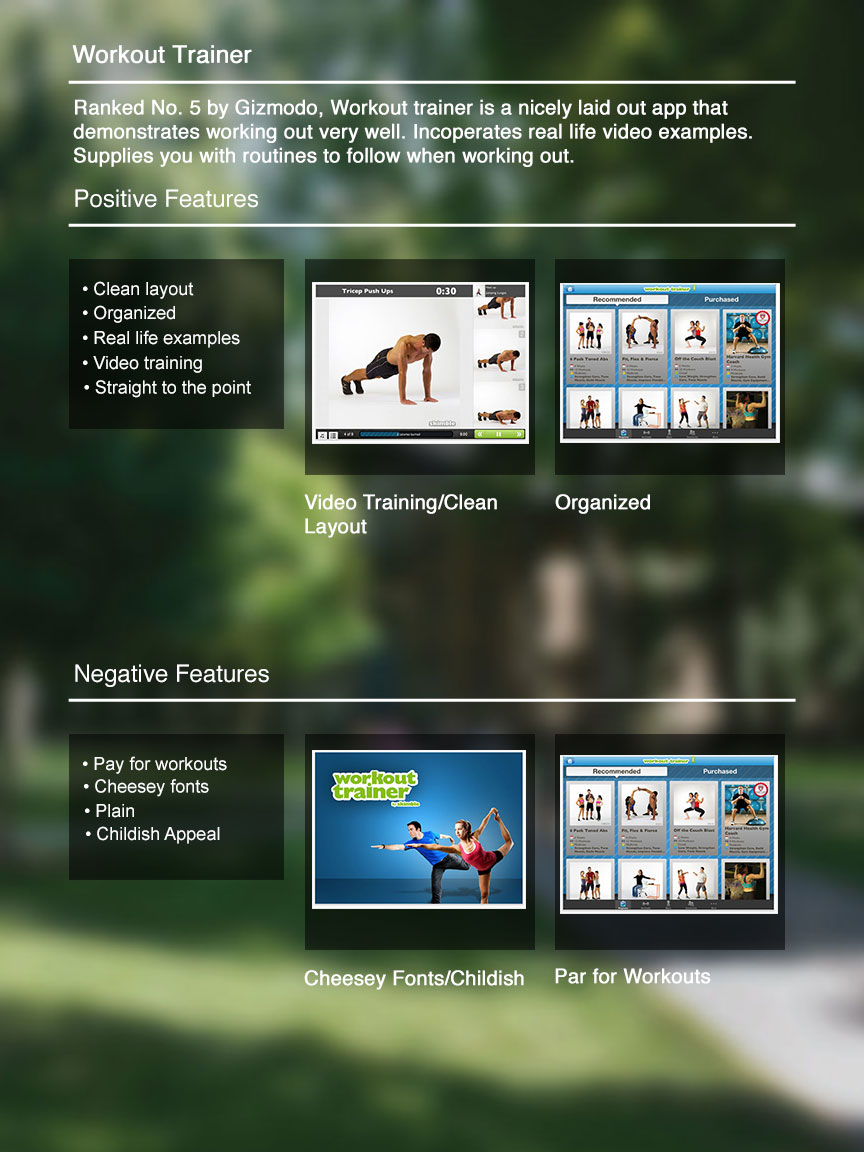 Workout Trainer
Ranked No. 5 by Gizmodo, Workout trainer is a nicely laid out app that
demonstrates working out very well. Incoperates real life video examples.
Supplies you with routines to follow when working out.
Positive Features
• Clean layout
• Organized
• Real life examples
• Video training
• Straight to the point
Tricep Push Ups 0:30
skimble
4 of 9
workout trainer
Recommended Purchased
6 Pack Toned Abs Fit, Flex & Fierce Off the Couch Blast Harvard Health Gym
Coach
Video Training/Clean
Layout
Organized
Negative Features
• Pay for workouts
• Cheesey fonts
• Plain
• Childish Appeal
workout
trainer
by skimble
workout trainer
Recommended Purchased
6 Pack Toned Abs Fit, Flex & Fierce Off the Couch Blast Harvard Health Gym
Coach
Cheesey Fonts/Childish
Par for Workouts